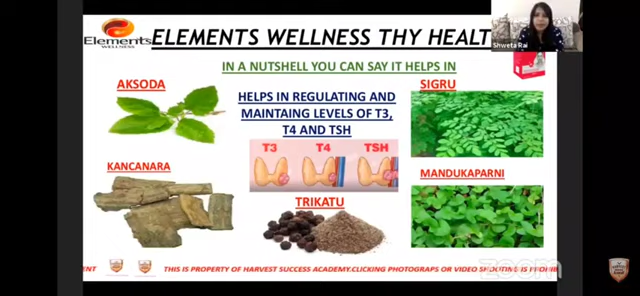 Elements
WELLNESS
ELEMENTS WELLNESS THY HEALT
Shweta Rai
IN A NUTSHELL YOU CAN SAY IT HELPS IN
AKSODA
SIGRU
HELPS IN REGULATING AND
MAINTAING LEVELS OF T3,
T4 AND TSH
T3 T4 TSH
KANCANARA
MANDUKAPARNI
TRIKATU
zoom
MENT
THIS IS PROPERTY OF HARVEST SUCCESS ACADEMY.CLICKING PHOTOGRAPS OR VIDEO SHOOTING IS PROHIB